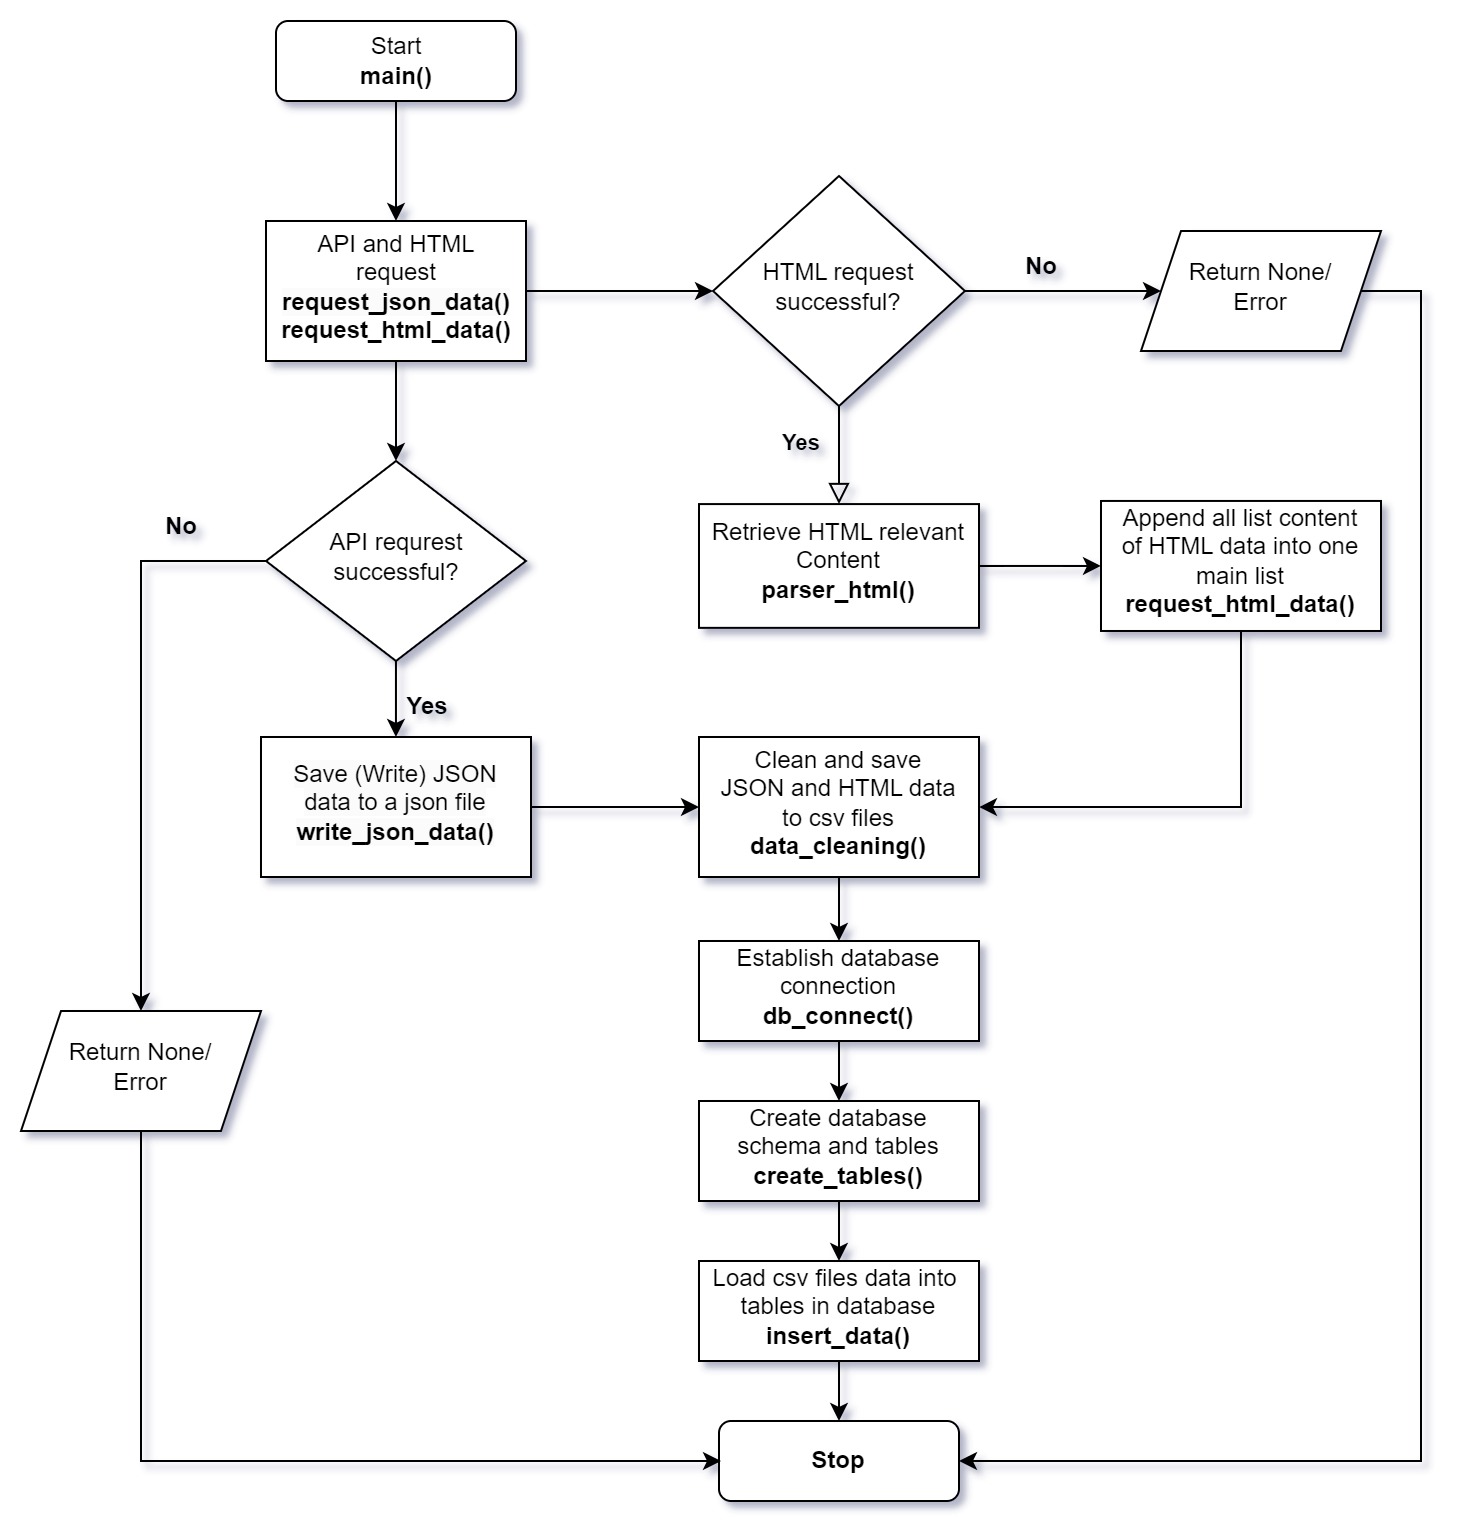 Start
main()
API and HTML
request
request_json_data()
request_html_data()
HTML request
successful?
No
Return None/
Error
Yes
Retrieve HTML relevant
Content
parser_html()
Append all list content
of HTML data into one
main list
request_html_data()
No
API requrest
successful?
Yes
Save (Write) JSON
data to a json file
write_json_data()
Clean and save
JSON and HTML data
to csv files
data_cleaning()
Establish database
connection
db_connect()
Return None/
Error
Create database
schema and tables
create_tables()
Load csv files data into
tables in database
insert_data()
Stop